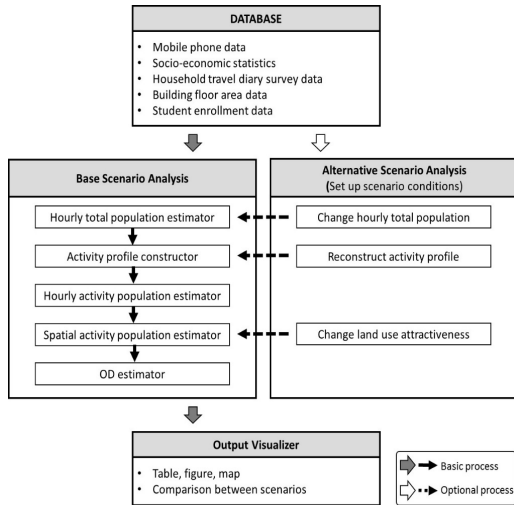 DATABASE
• Mobile phone data
• Socio-economic statistics
• Household travel diary survey data
• Building floor area data
• Student enrollment data
Base Scenario Analysis
Hourly total population estimator
Activity profile constructor
Hourly activity population estimator
Spatial activity population estimator
OD estimator
Alternative Scenario Analysis
(Set up scenario conditions)
Change hourly total population
Reconstruct activity profile
Change land use attractiveness
Output Visualizer
• Table, figure, map
• Comparison between scenarios
Basic process
Optional process